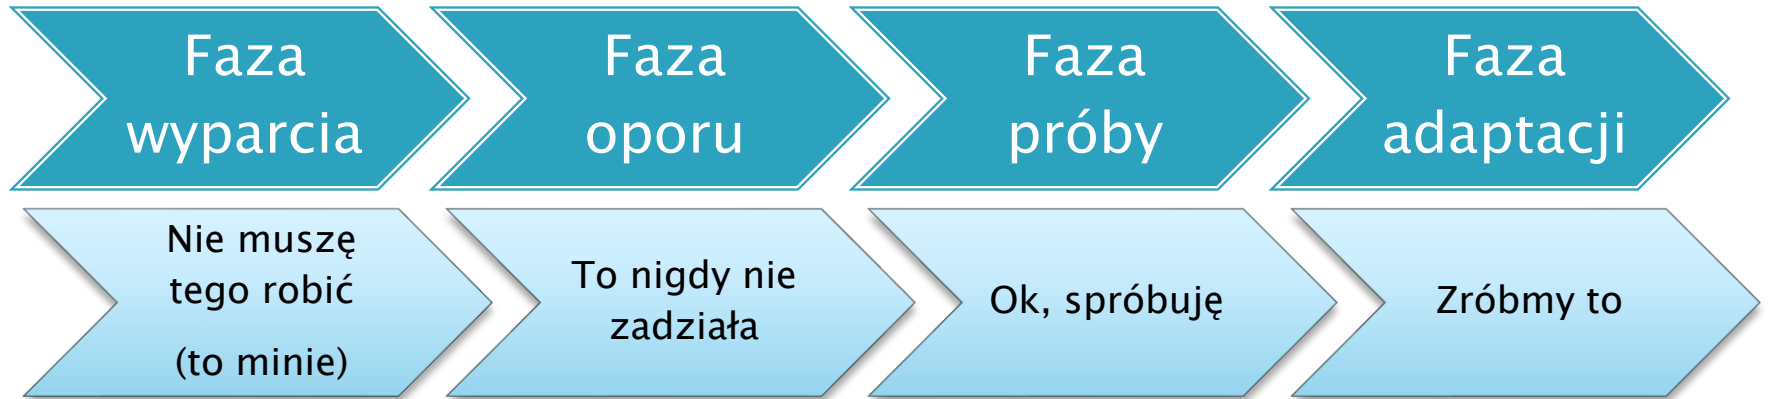 Faza
wyparcia
Faza
oporu
Faza
próby
Faza
adaptacji
Nie muszę
tego robić
(to minie)
To nigdy nie
zadziała
Ok, spróbuję
Zróbmy to